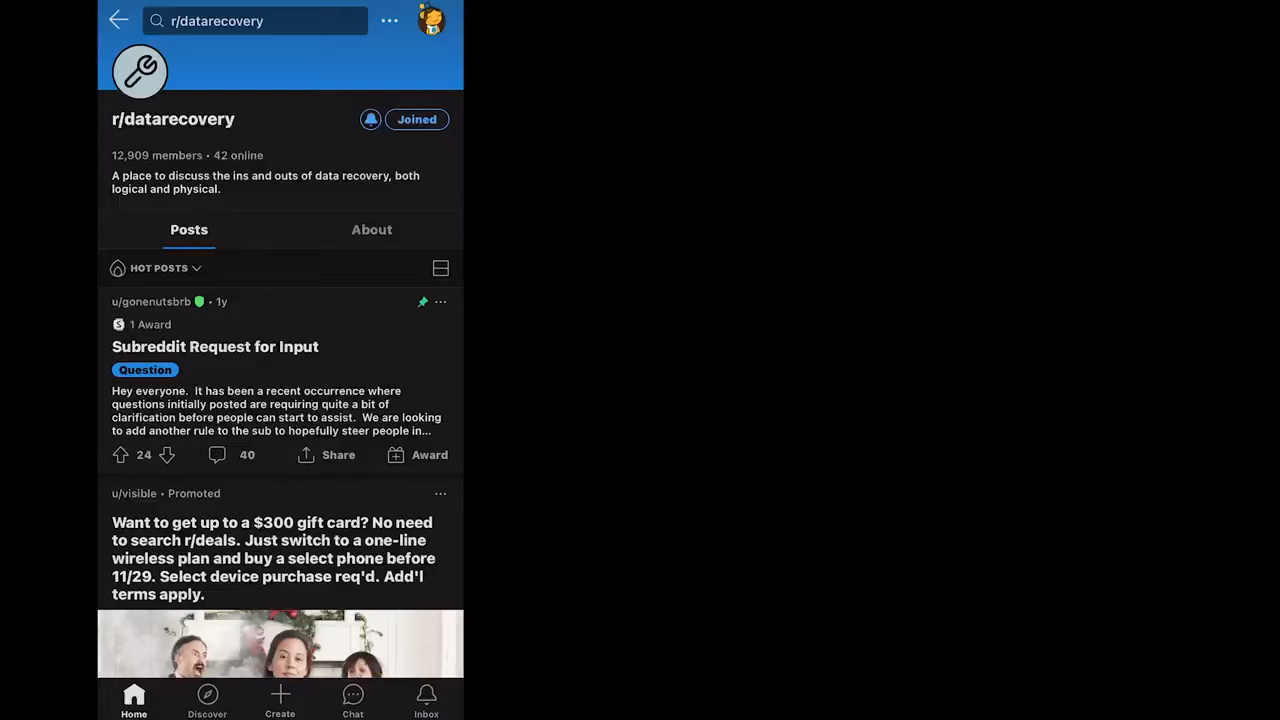 r/datarecovery
r/datarecovery
Joined
12,909 members • 42 online
A place to discuss the ins and outs of data recovery, both
logical and physical.
Posts
About
HOT POSTS
u/gonenutsbrb • 1y
1 Award
Subreddit Request for Input
Question
Hey everyone. It has been a recent occurrence where
questions initially posted are requiring quite a bit of
clarification before people can start to assist. We are looking
to add another rule to the sub to hopefully steer people in...
24
40
Share
Award
u/visible • Promoted
Want to get up to a $300 gift card? No need
to search r/deals. Just switch to a one-line
wireless plan and buy a select phone before
11/29. Select device purchase req'd. Add'l
terms apply.
Home
Discover
Create
Chat
Inbox